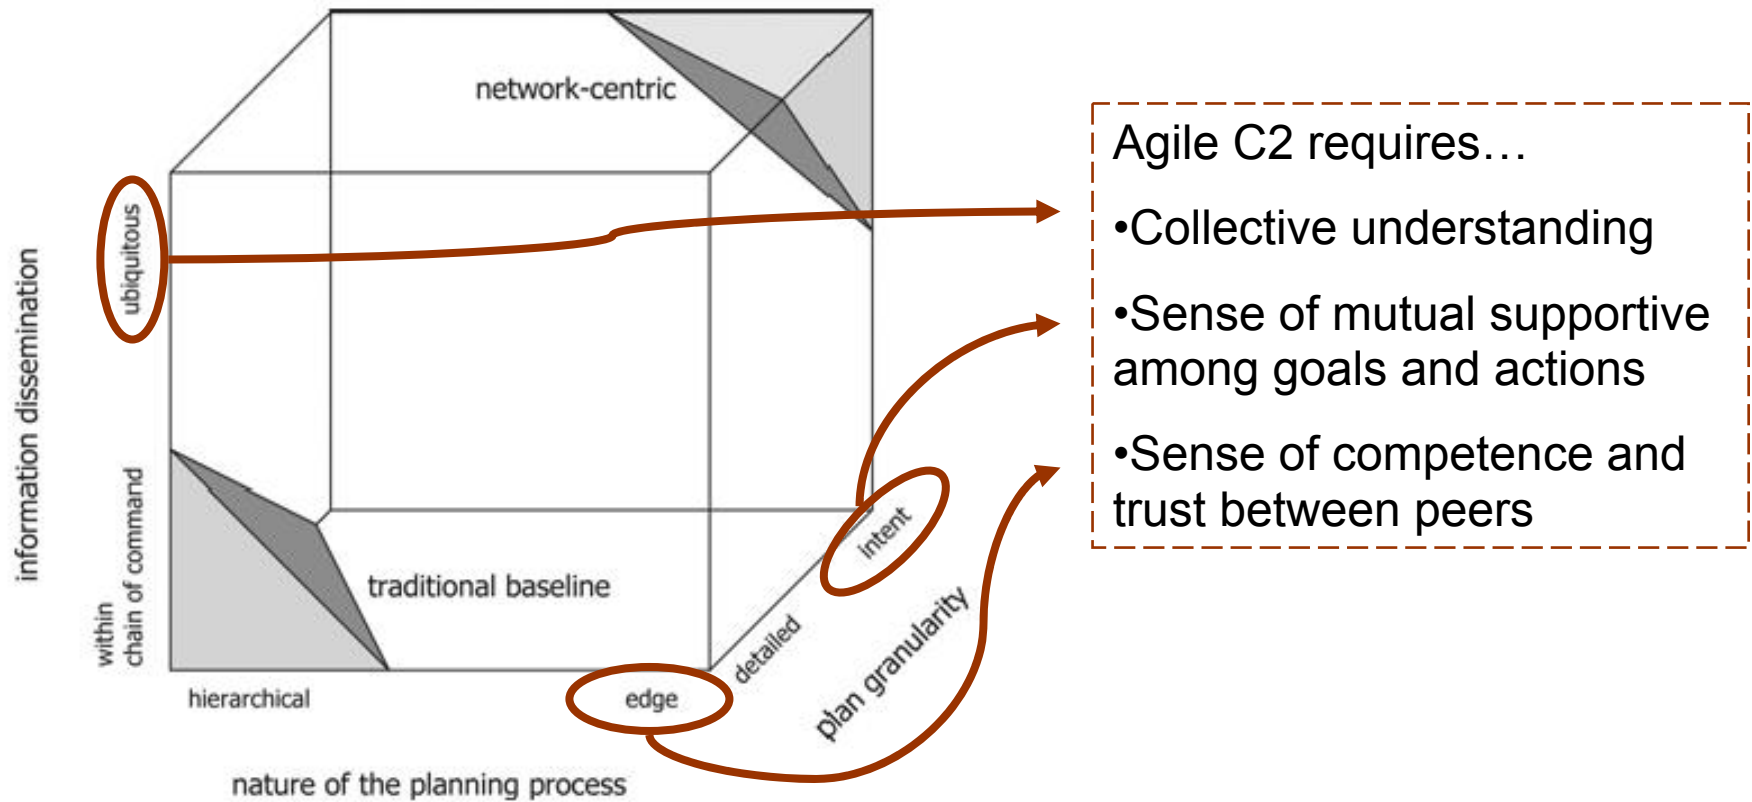 network-centric
ubiquitous
information dissemination
within
chain of command
traditional baseline
hierarchical
edge
detailed
intent
plan granularity
nature of the planning process
Agile C2 requires…
•Collective understanding
•Sense of mutual supportive
among goals and actions
•Sense of competence and
trust between peers